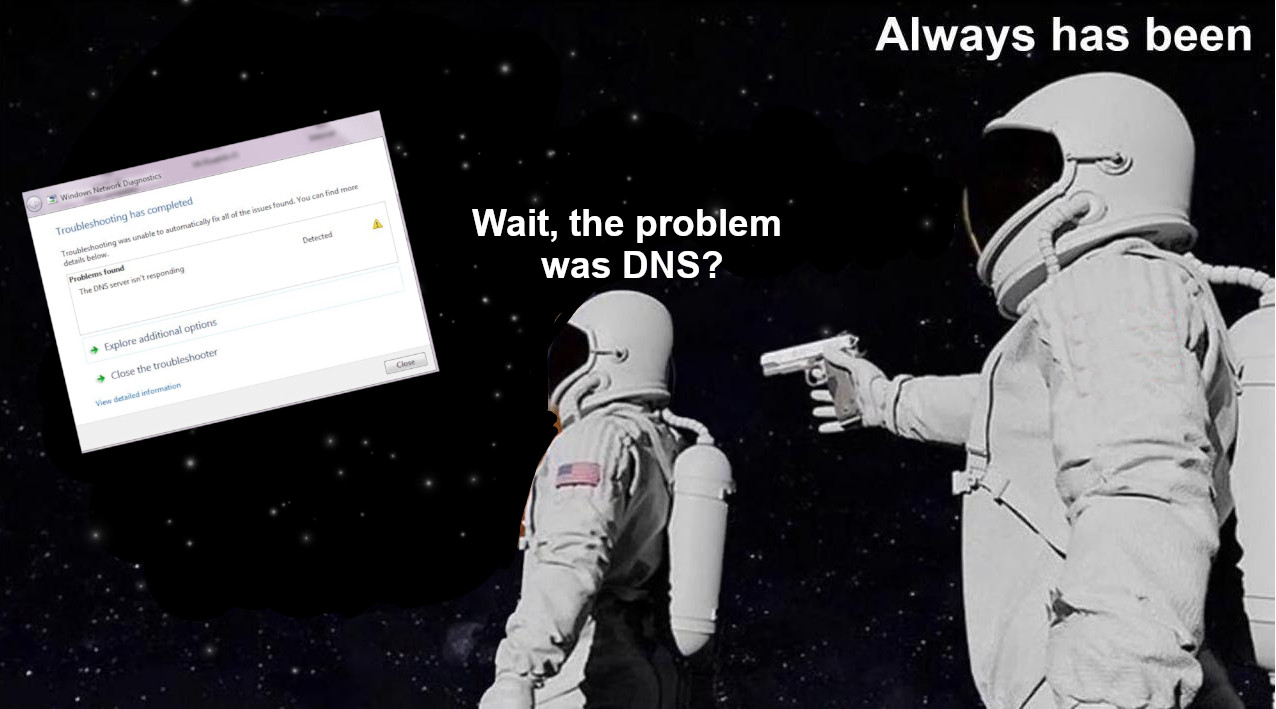 Always has been
Wait, the problem
was DNS?
Windows Network Diagnostics
Troubleshooting has completed
Troubleshooting was unable to automatically fix all of the issues found. You can find more
details below.
Problems found
The DNS server isn't responding
Detected
Explore additional options
Close the troubleshooter
View detailed information
Close